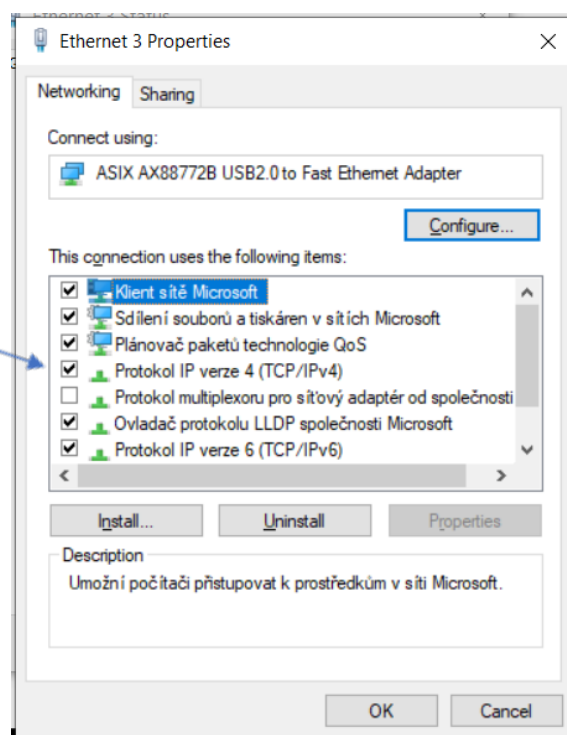 Ethernet 3 Status
Ethernet 3 Properties
Networking Sharing
Connect using:
ASIX AX88772B USB2.0 to Fast Ethernet Adapter
Configure...
This connection uses the following items:
Klient sítě Microsoft
Sdílení souborů a tiskáren v sítích Microsoft
Plánovač paketů technologie QoS
Protokol IP verze 4 (TCP/IPv4)
Protokol multiplexoru pro síťový adaptér od společnosti
Ovladač protokolu LLDP společnosti Microsoft
Protokol IP verze 6 (TCP/IPv6)
Install... Uninstall Properties
Description
Umožní počítači přistupovat k prostředkům v síti Microsoft.
OK Cancel